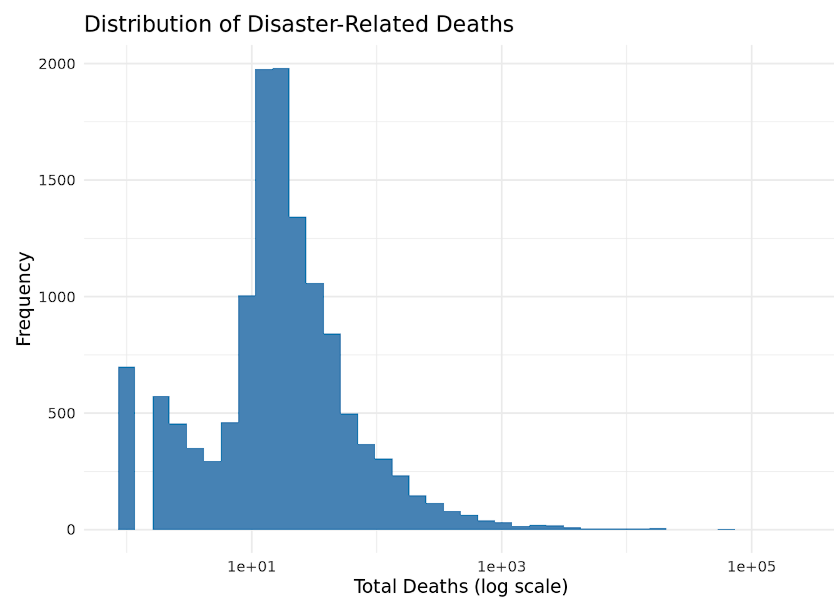 Distribution of Disaster-Related Deaths
2000
1500
1000
500
0
Frequency
1e+01 1e+03 1e+05
Total Deaths (log scale)